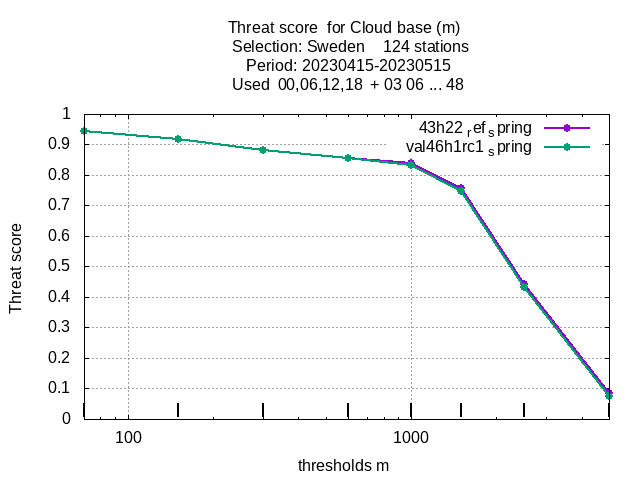 Threat score for Cloud base (m)
Selection: Sweden 124 stations
Period: 20230415-20230515
Used 00,06,12,18 + 03 06 ... 48
1
0.9
0.8
0.7
0.6
0.5
0.4
0.3
0.2
0.1
0
Threat score
43h22 ref spring
val46h1rc1 spring
100
1000
thresholds m